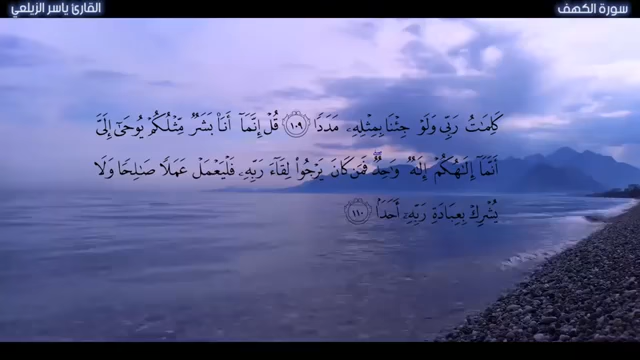 سورة الكهف
القارئ ياسر الزيلعي
كَلِمَٰتُ رَبِّى وَلَوْ جِئْنَا بِمِثْلِهِۦ مَدَدًا ١٠٩ قُلْ إِنَّمَآ أَنَا۠ بَشَرٌ مِّثْلُكُمْ يُوحَىٰٓ إِلَىَّ
أَنَّمَآ إِلَٰهُكُمْ إِلَٰهٌ وَٰحِدٌ ۖ فَمَن كَانَ يَرْجُوا۟ لِقَآءَ رَبِّهِۦ فَلْيَعْمَلْ عَمَلًا صَٰلِحًا وَلَا
يُشْرِكْ بِعِبَادَةِ رَبِّهِۦٓ أَحَدًۢا ١١٠